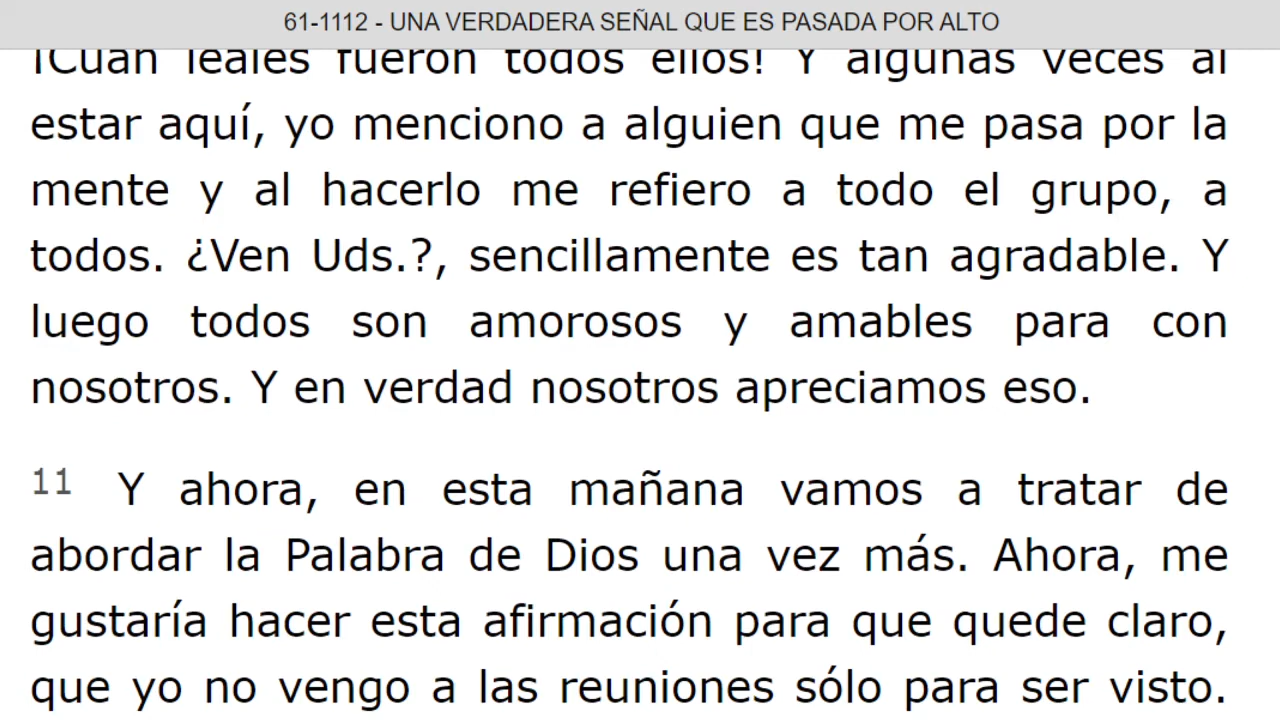 61-1112 - UNA VERDADERA SEÑAL QUE ES PASADA POR ALTO
¡Cuán leales fueron todos ellos! Y algunas veces al
estar aquí, yo menciono a alguien que me pasa por la
mente y al hacerlo me refiero a todo el grupo, a
todos. ¿Ven Uds.?, sencillamente es tan agradable. Y
luego todos son amorosos y amables para con
nosotros. Y en verdad nosotros apreciamos eso.
11 Y ahora, en esta mañana vamos a tratar de
abordar la Palabra de Dios una vez más. Ahora, me
gustaría hacer esta afirmación para que quede claro,
que yo no vengo a las reuniones sólo para ser visto.